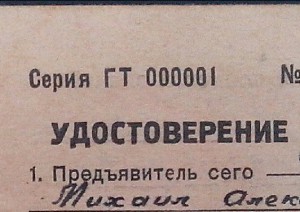 Серия ГТ 000001 №
УДОСТОВЕРЕНИЕ
1. Предъявитель сего
Михаил Алек